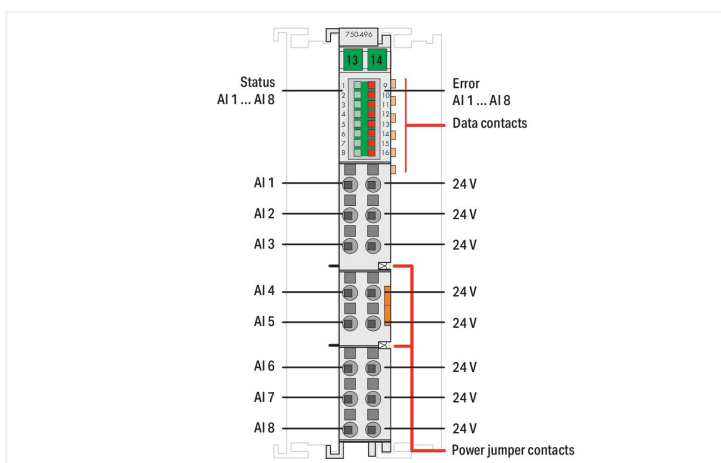 750-496
13 14
Status
AI 1 ... AI 8
Error
AI 1 ... AI 8
Data contacts
1 9
2 10
3 11
4 12
5 13
6 14
7 15
8 16
AI 1 24 V
AI 2 24 V
AI 3 24 V
AI 4 24 V
AI 5 24 V
AI 6 24 V
AI 7 24 V
AI 8 24 V
Power jumper contacts